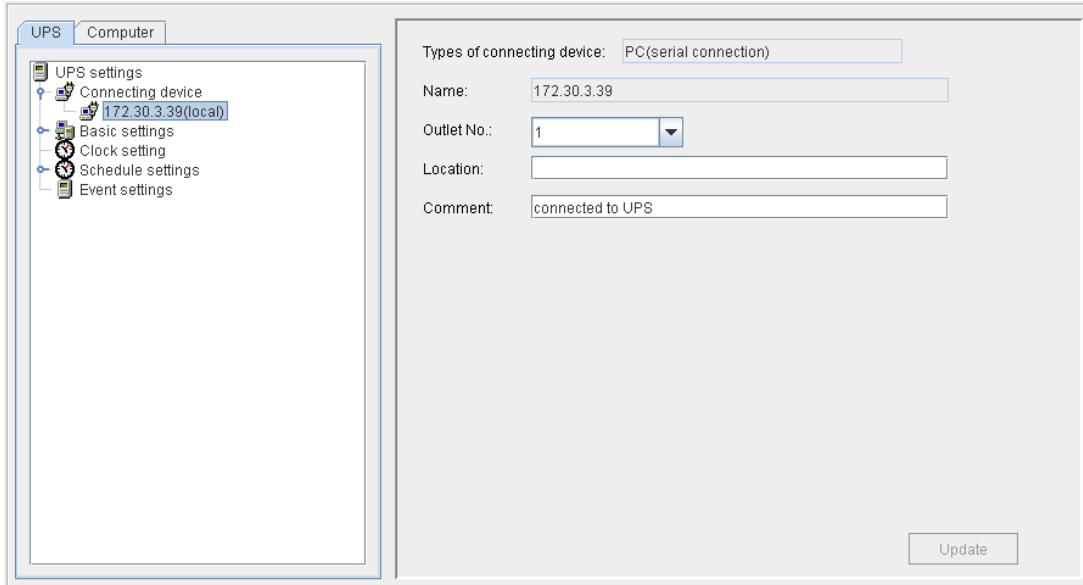 UPS
Computer
UPS settings
Connecting device
172.30.3.39(local)
Basic settings
Clock setting
Schedule settings
Event settings
Types of connecting device: PC(serial connection)
Name: 172.30.3.39
Outlet No.: 1
Location:
Comment: connected to UPS
Update